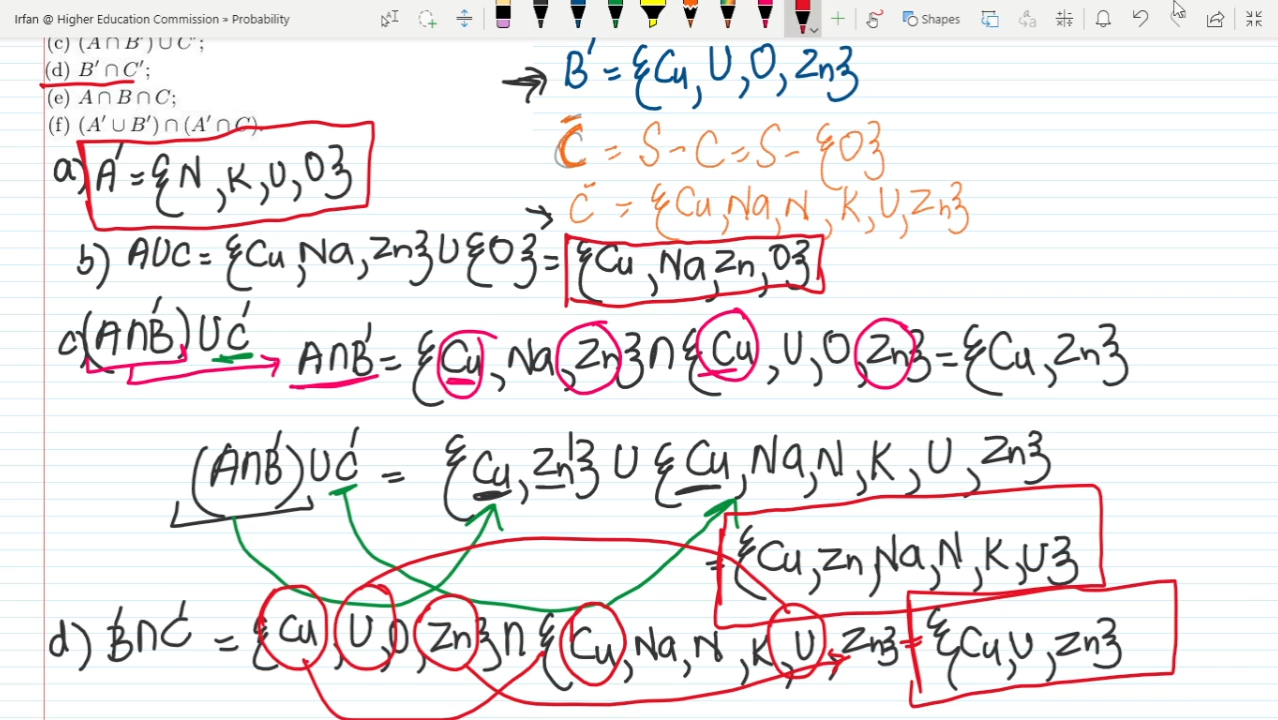 Irfan @ Higher Education Commission » Probability
Shapes
(c) (A ∩ B′) ∪ C′;
(d) B′ ∩ C′;
(e) A ∩ B ∩ C;
(f) (A′ ∪ B′) ∩ (A′ ∩ C).
B′ = {Cu, U, O, Zn}
C̄ = S - C = S - {O}
C̄ = {Cu, Na, N, K, U, Zn}
a) A′ = {N, K, U, O}
b) AUC = {Cu, Na, Zn} U {O} = {Cu, Na, Zn, O}
c) (A∩B′) U C′ A∩B′ = {Cu, Na, Zn} ∩ {Cu, U, O, Zn} = {Cu, Zn}
(A∩B′) U C′ = {Cu, Zn} U {Cu, Na, N, K, U, Zn}
= {Cu, Zn, Na, N, K, U}
d) B′∩C′ = {Cu, U, O, Zn} ∩ {Cu, Na, N, K, U, Zn} = {Cu, U, Zn}